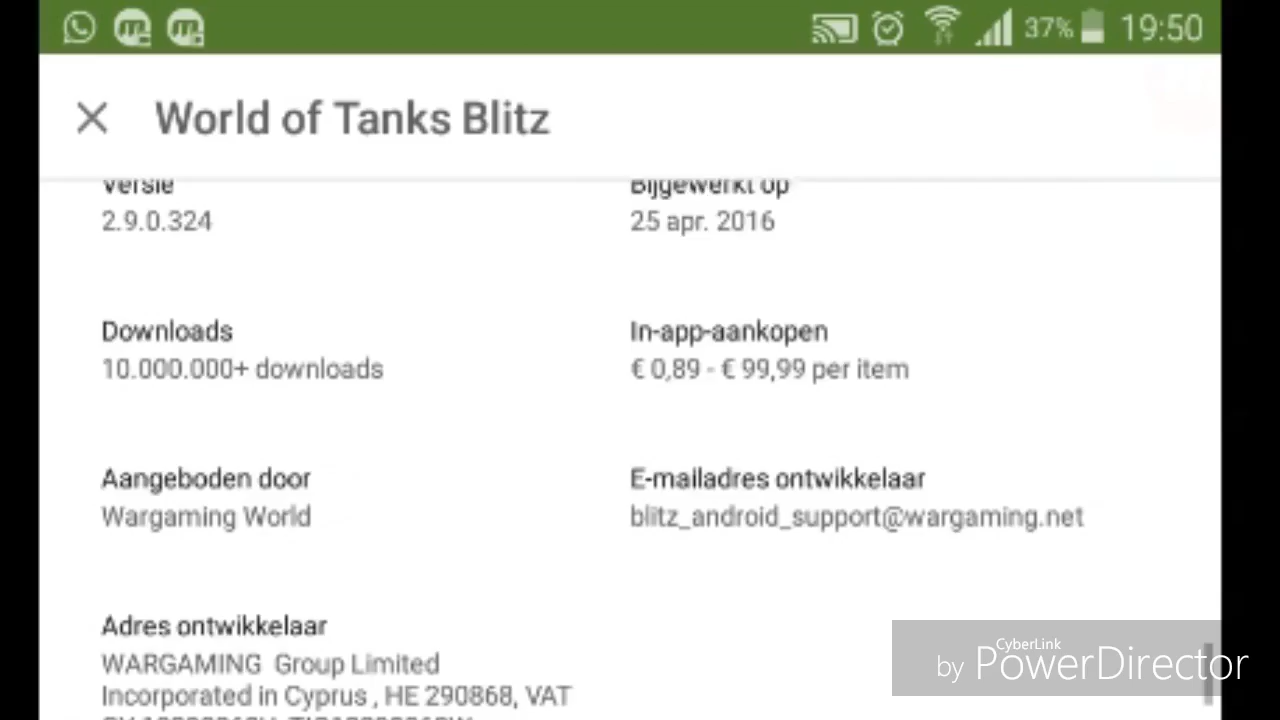 37% 19:50
World of Tanks Blitz
Versie Bijgewerkt op
2.9.0.324 25 apr. 2016
Downloads In-app-aankopen
10.000.000+ downloads € 0,89 - € 99,99 per item
Aangeboden door E-mailadres ontwikkelaar
Wargaming World blitz_android_support@wargaming.net
Adres ontwikkelaar
WARGAMING Group Limited
Incorporated in Cyprus , HE 290868, VAT
CyberLink
by PowerDirector